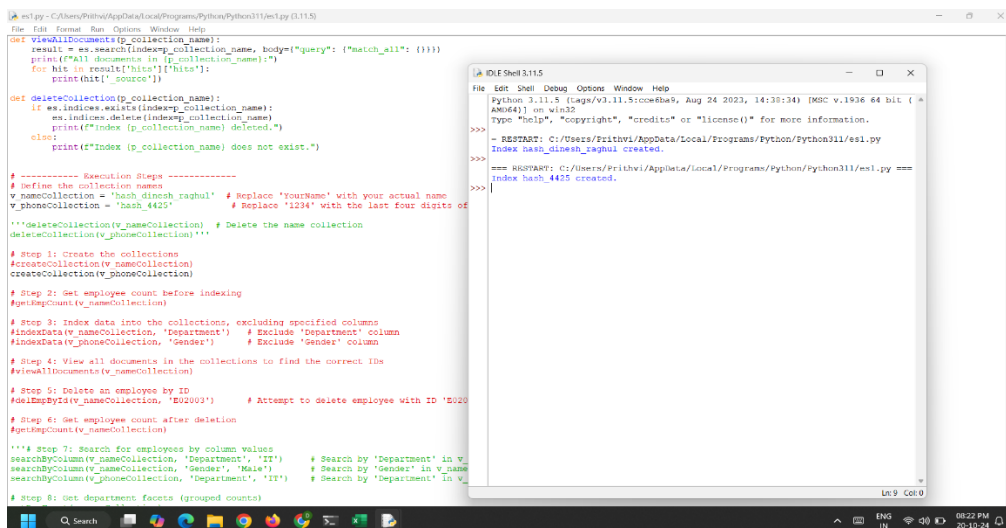 es1.py - C:/Users/Prithvi/AppData/Local/Programs/Python/Python311/es1.py (3.11.5)
File Edit Format Run Options Window Help
def viewAllDocuments(p_collection_name):
    result = es.search(index=p_collection_name, body={"query": {"match_all": {}}})
    print(f"All documents in {p_collection_name}:")
    for hit in result['hits']['hits']:
        print(hit['_source'])
def deleteCollection(p_collection_name):
    if es.indices.exists(index=p_collection_name):
        es.indices.delete(index=p_collection_name)
        print(f"Index {p_collection_name} deleted.")
    else:
        print(f"Index {p_collection_name} does not exist.")
# ----------- Execution Steps -------------
# Define the collection names
v_nameCollection = 'hash_dinesh_raghul'  # Replace 'YourName' with your actual name
v_phoneCollection = 'hash_4425'  # Replace '1234' with the last four digits of
'''deleteCollection(v_nameCollection)  # Delete the name collection
deleteCollection(v_phoneCollection)'''
# Step 1: Create the collections
#createCollection(v_nameCollection)
createCollection(v_phoneCollection)
# Step 2: Get employee count before indexing
#getEmpCount(v_nameCollection)
# Step 3: Index data into the collections, excluding specified columns
#indexData(v_nameCollection, 'Department')  # Exclude 'Department' column
#indexData(v_phoneCollection, 'Gender')  # Exclude 'Gender' column
# Step 4: View all documents in the collections to find the correct IDs
#viewAllDocuments(v_nameCollection)
# Step 5: Delete an employee by ID
#delEmpById(v_nameCollection, 'E02003')  # Attempt to delete employee with ID 'E020
# Step 6: Get employee count after deletion
#getEmpCount(v_nameCollection)
'''# Step 7: Search for employees by column values
searchByColumn(v_nameCollection, 'Department', 'IT')  # Search by 'Department' in v_
searchByColumn(v_nameCollection, 'Gender', 'Male')  # Search by 'Gender' in v_name
searchByColumn(v_phoneCollection, 'Department', 'IT')  # Search by 'Department' in v_
# Step 8: Get department facets (grouped counts)
IDLE Shell 3.11.5
File Edit Shell Debug Options Window Help
Python 3.11.5 (tags/v3.11.5:cce6ba9, Aug 24 2023, 14:38:34) [MSC v.1936 64 bit (
AMD64)] on win32
Type "help", "copyright", "credits" or "license()" for more information.
>>>
= RESTART: C:/Users/Prithvi/AppData/Local/Programs/Python/Python311/es1.py
Index hash_dinesh_raghul created.
>>>
=== RESTART: C:/Users/Prithvi/AppData/Local/Programs/Python/Python311/es1.py ===
Index hash_4425 created.
>>>
Ln: 9 Col: 0
Search
ENG
IN
08:22 PM
20-10-24